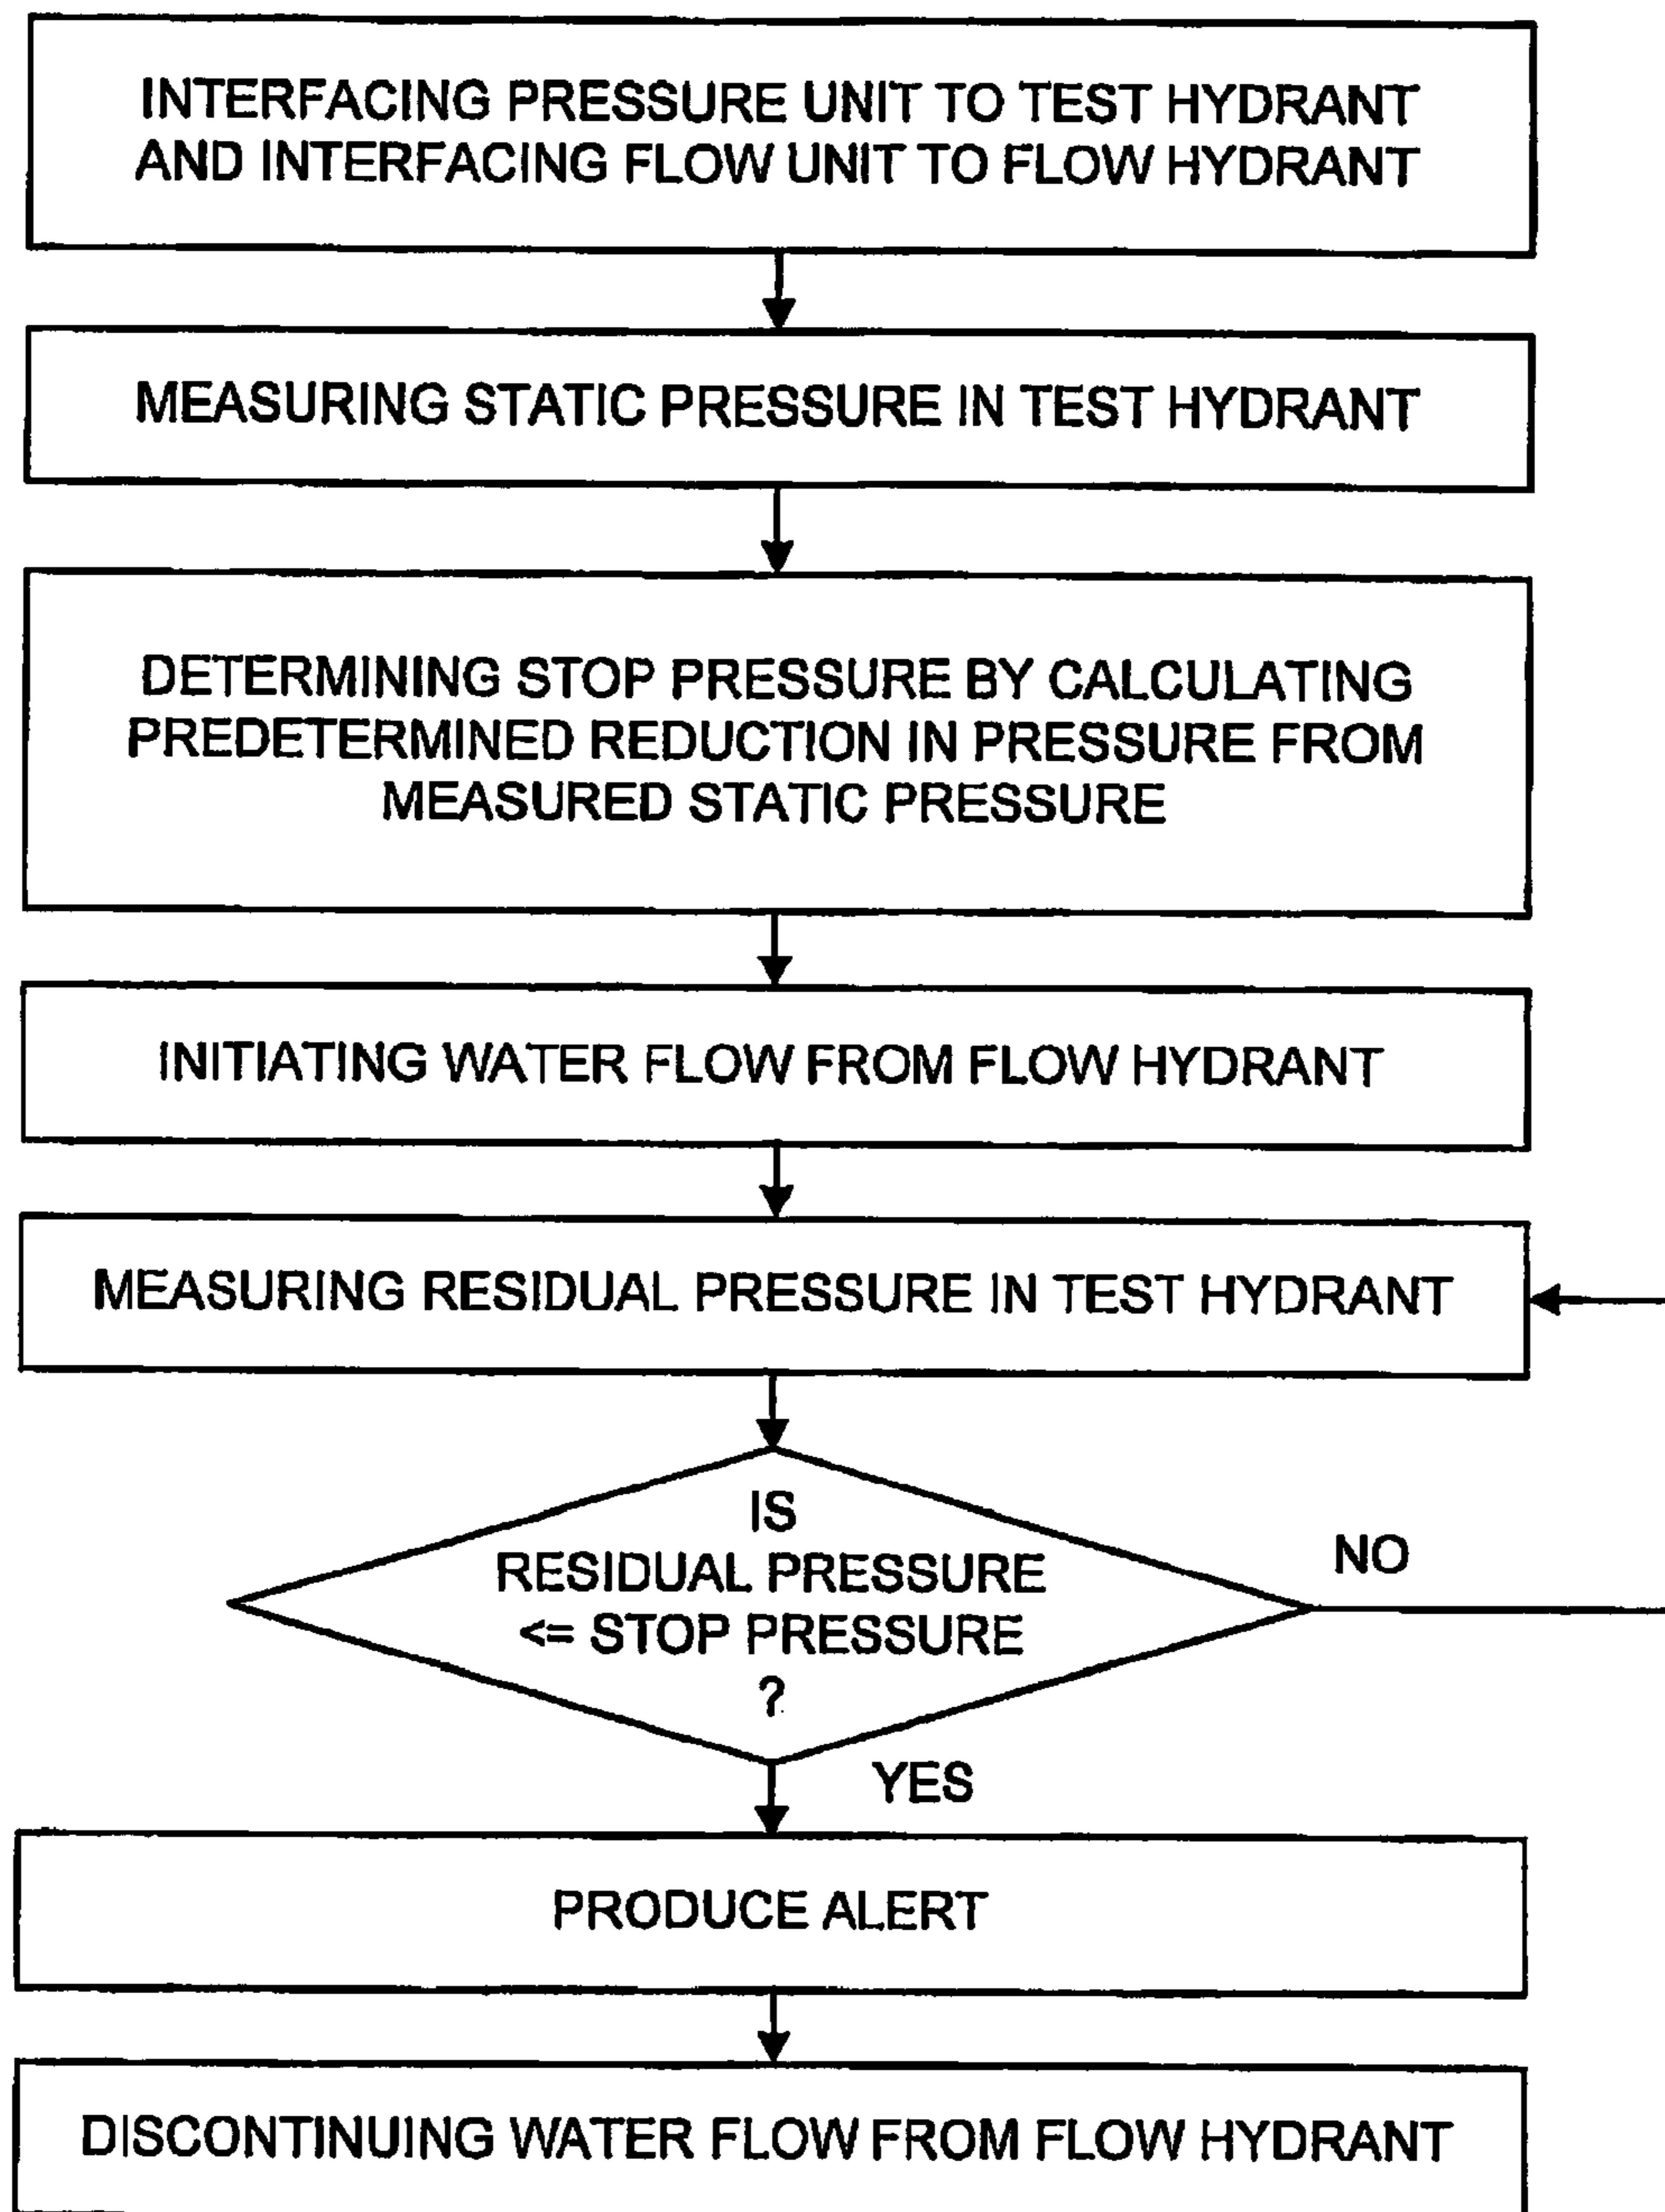 INTERFACING PRESSURE UNIT TO TEST HYDRANT
AND INTERFACING FLOW UNIT TO FLOW HYDRANT
MEASURING STATIC PRESSURE IN TEST HYDRANT
DETERMINING STOP PRESSURE BY CALCULATING
PREDETERMINED REDUCTION IN PRESSURE FROM
MEASURED STATIC PRESSURE
INITIATING WATER FLOW FROM FLOW HYDRANT
MEASURING RESIDUAL PRESSURE IN TEST HYDRANT
IS
RESIDUAL PRESSURE
<= STOP PRESSURE
?
NO
YES
PRODUCE ALERT
DISCONTINUING WATER FLOW FROM FLOW HYDRANT